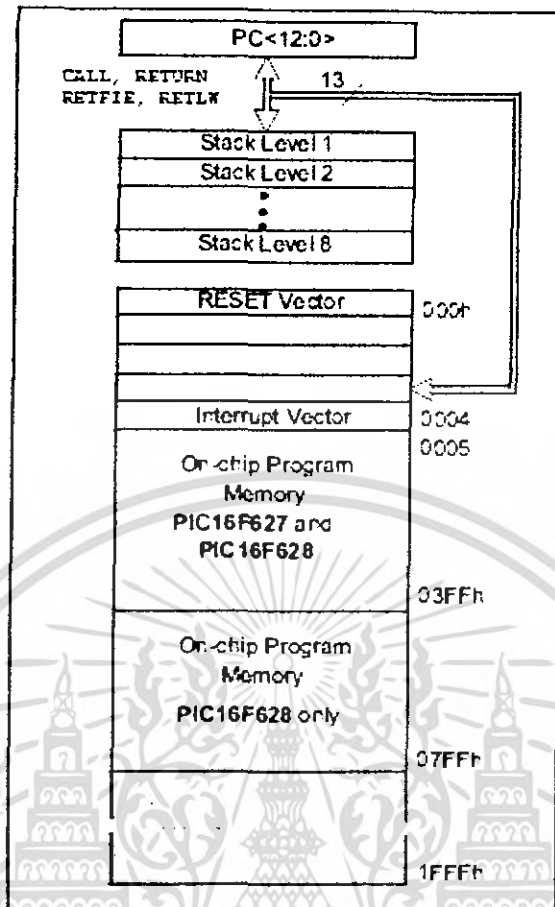 PC<12:0>
CALL, RETURN
RETFIE, RETLW
13
Stack Level 1
Stack Level 2
Stack Level 8
RESET Vector
000h
Interrupt Vector
0004
0005
On-chip Program
Memory
PIC16F627 and
PIC16F628
03FFh
On-chip Program
Memory
PIC16F628 only
07FFh
1FFFh